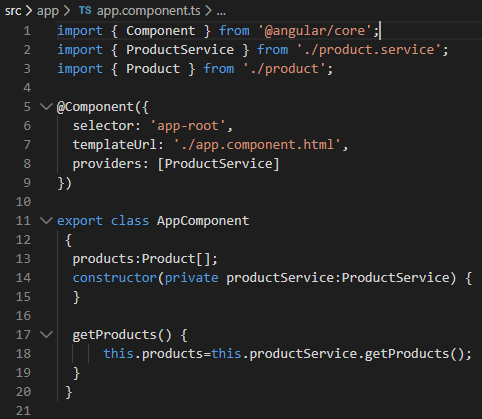 src > app > TS app.component.ts > ...
1 import { Component } from '@angular/core';
2 import { ProductService } from './product.service';
3 import { Product } from './product';
4
5 @Component({
6   selector: 'app-root',
7   templateUrl: './app.component.html',
8   providers: [ProductService]
9 })
10
11 export class AppComponent
12  {
13   products:Product[];
14   constructor(private productService:ProductService) {
15   }
16
17   getProducts() {
18       this.products=this.productService.getProducts();
19   }
20  }
21